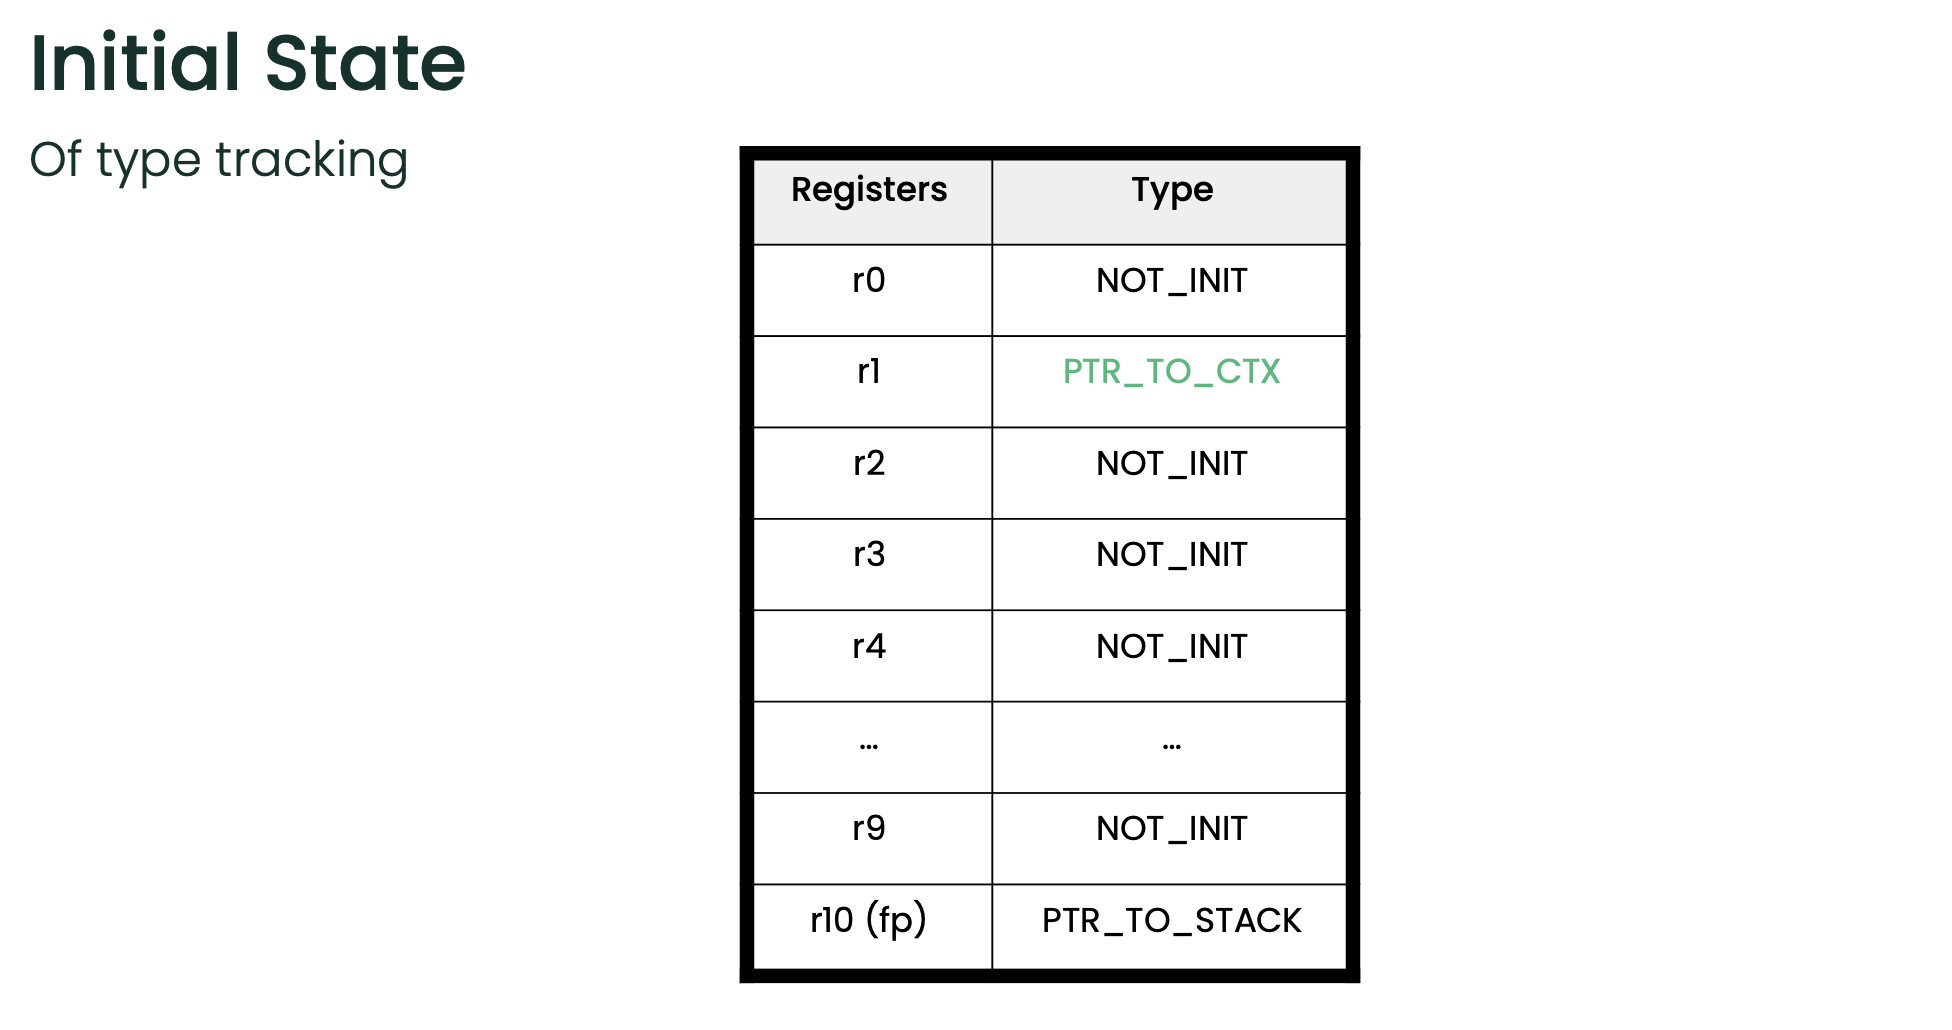 Initial State
Of type tracking
Registers Type
r0 NOT_INIT
r1 PTR_TO_CTX
r2 NOT_INIT
r3 NOT_INIT
r4 NOT_INIT
... ...
r9 NOT_INIT
r10 (fp) PTR_TO_STACK